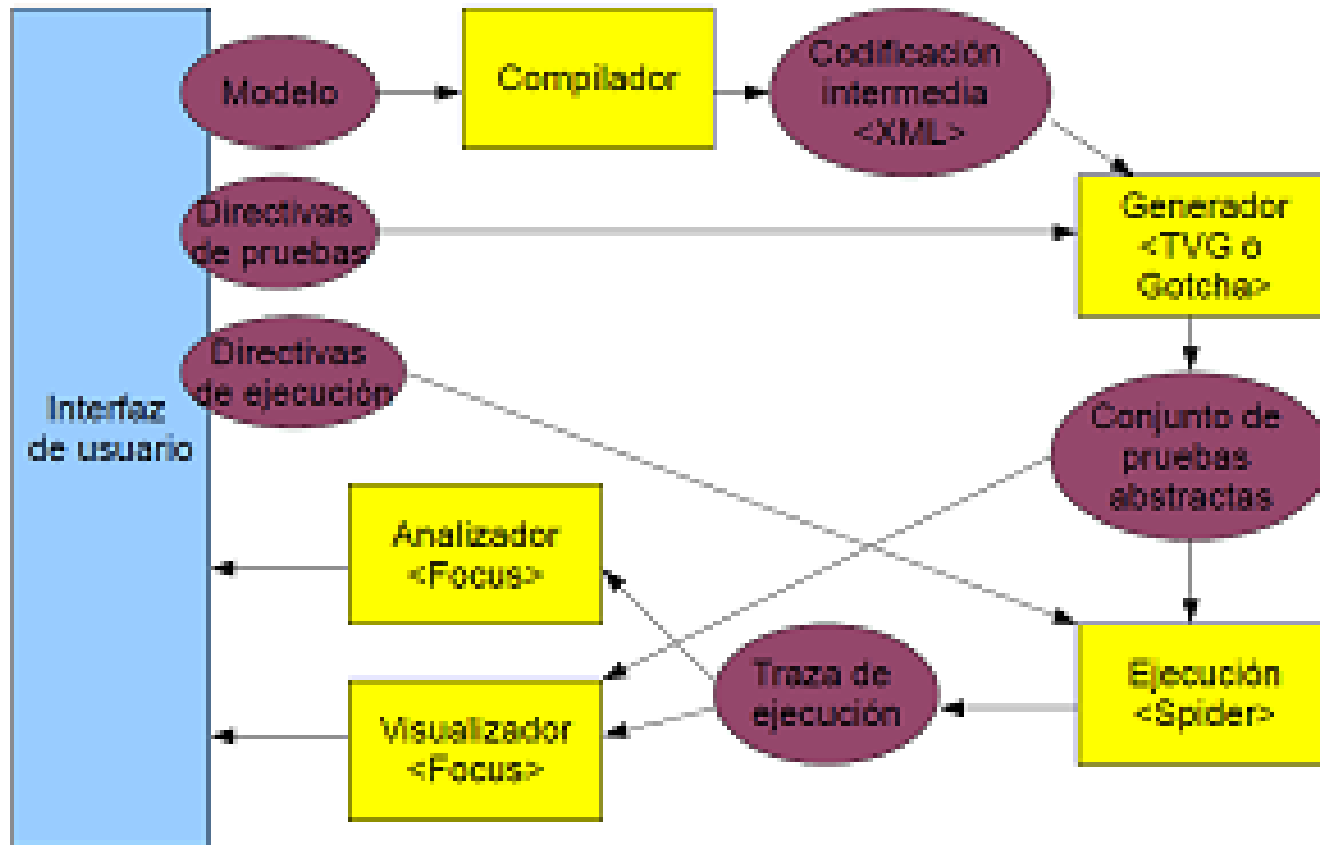 Modelo
Compilador
Codificación
intermedia
<XML>
Directivas
de pruebas
Generador
<TVG o
Gotcha>
Directivas
de ejecución
Interfaz
de usuario
Conjunto de
pruebas
abstractas
Analizador
<Focus>
Traza de
ejecución
Ejecución
<Spider>
Visualizador
<Focus>